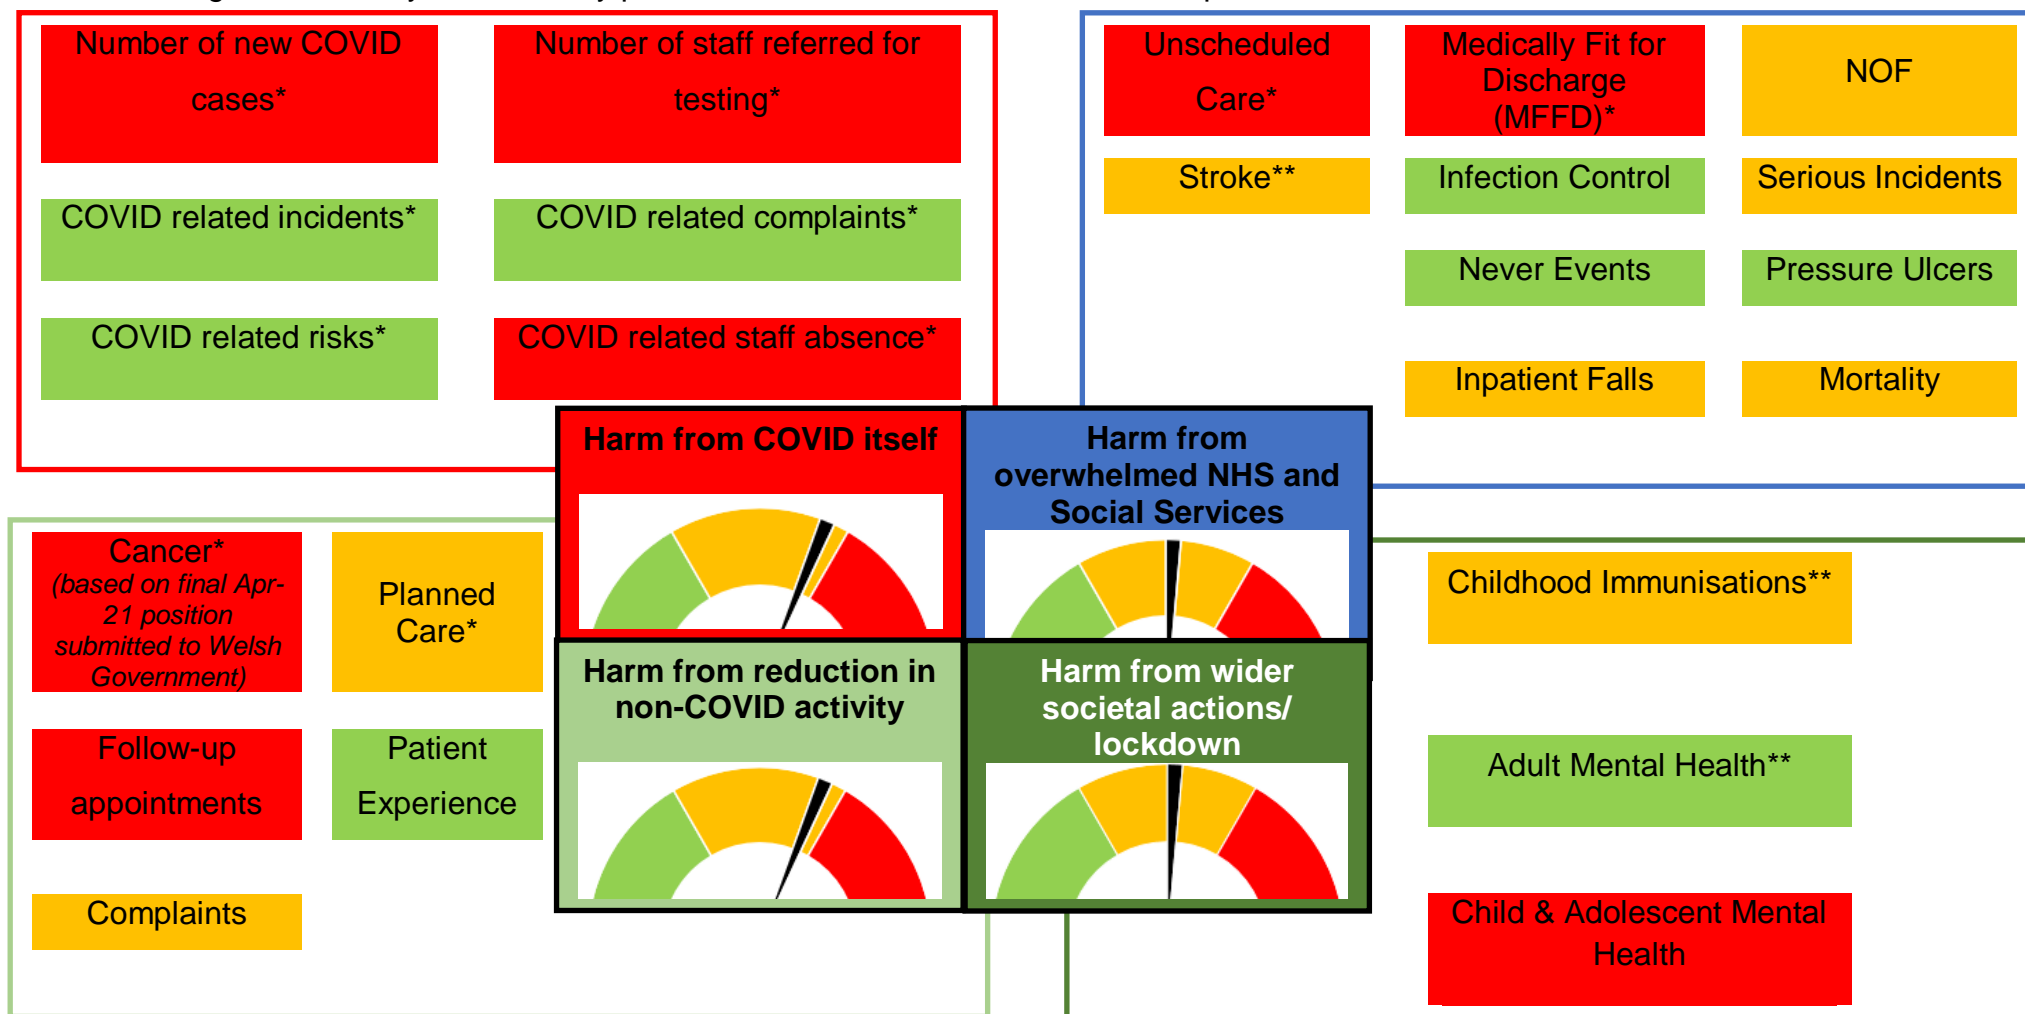 Number of new COVID
cases*
Number of staff referred for
testing*
COVID related incidents*
COVID related complaints*
COVID related risks*
COVID related staff absence*
Unscheduled
Care*
Medically Fit for
Discharge
(MFFD)*
NOF
Stroke**
Infection Control
Serious Incidents
Never Events
Pressure Ulcers
Inpatient Falls
Mortality
Harm from COVID itself
Harm from
overwhelmed NHS and
Social Services
Cancer*
(based on final Apr-
21 position
submitted to Welsh
Government)
Planned
Care*
Follow-up
appointments
Patient
Experience
Complaints
Harm from reduction in
non-COVID activity
Harm from wider
societal actions/
lockdown
Childhood Immunisations**
Adult Mental Health**
Child & Adolescent Mental
Health